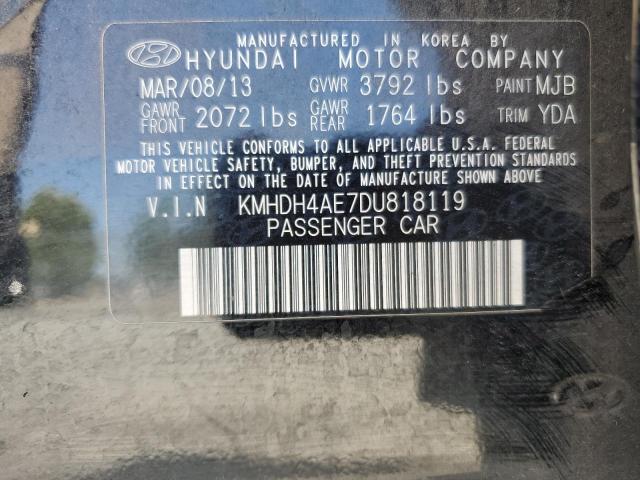 MANUFACTURED IN KOREA BY
HYUNDAI MOTOR COMPANY
MAR/08/13 GVWR 3792 lbs PAINT MJB
GAWR FRONT 2072 lbs GAWR REAR 1764 lbs TRIM YDA
THIS VEHICLE CONFORMS TO ALL APPLICABLE U.S.A. FEDERAL
MOTOR VEHICLE SAFETY, BUMPER, AND THEFT PREVENTION STANDARDS
IN EFFECT ON THE DATE OF MANUFACTURE SHOWN ABOVE.
V.I.N KMHDH4AE7DU818119
PASSENGER CAR